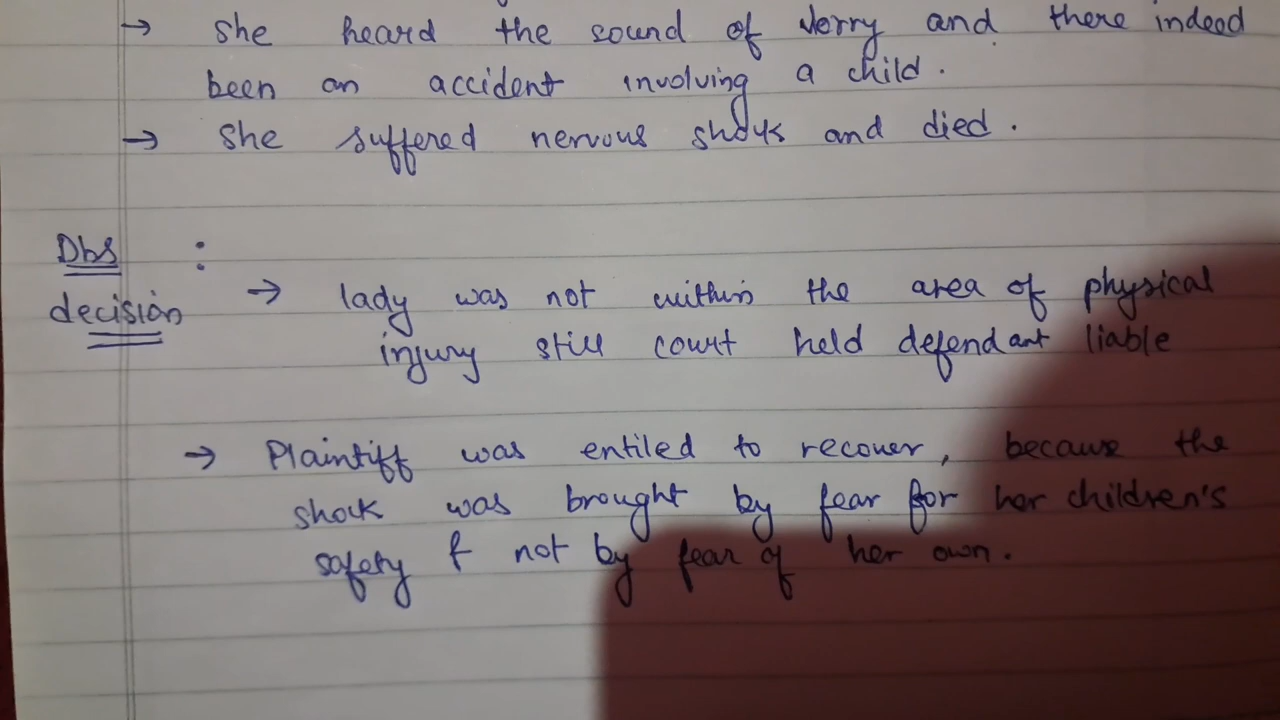 → she heard the sound of lorry and there indeed
been an accident involving a child.
→ she suffered nervous shock and died.
Dbs :
decision → lady was not within the area of physical
injury still court held defendant liable
→ Plaintiff was entiled to recover, because the
shock was brought by fear for her children's
safety & not by fear of her own.